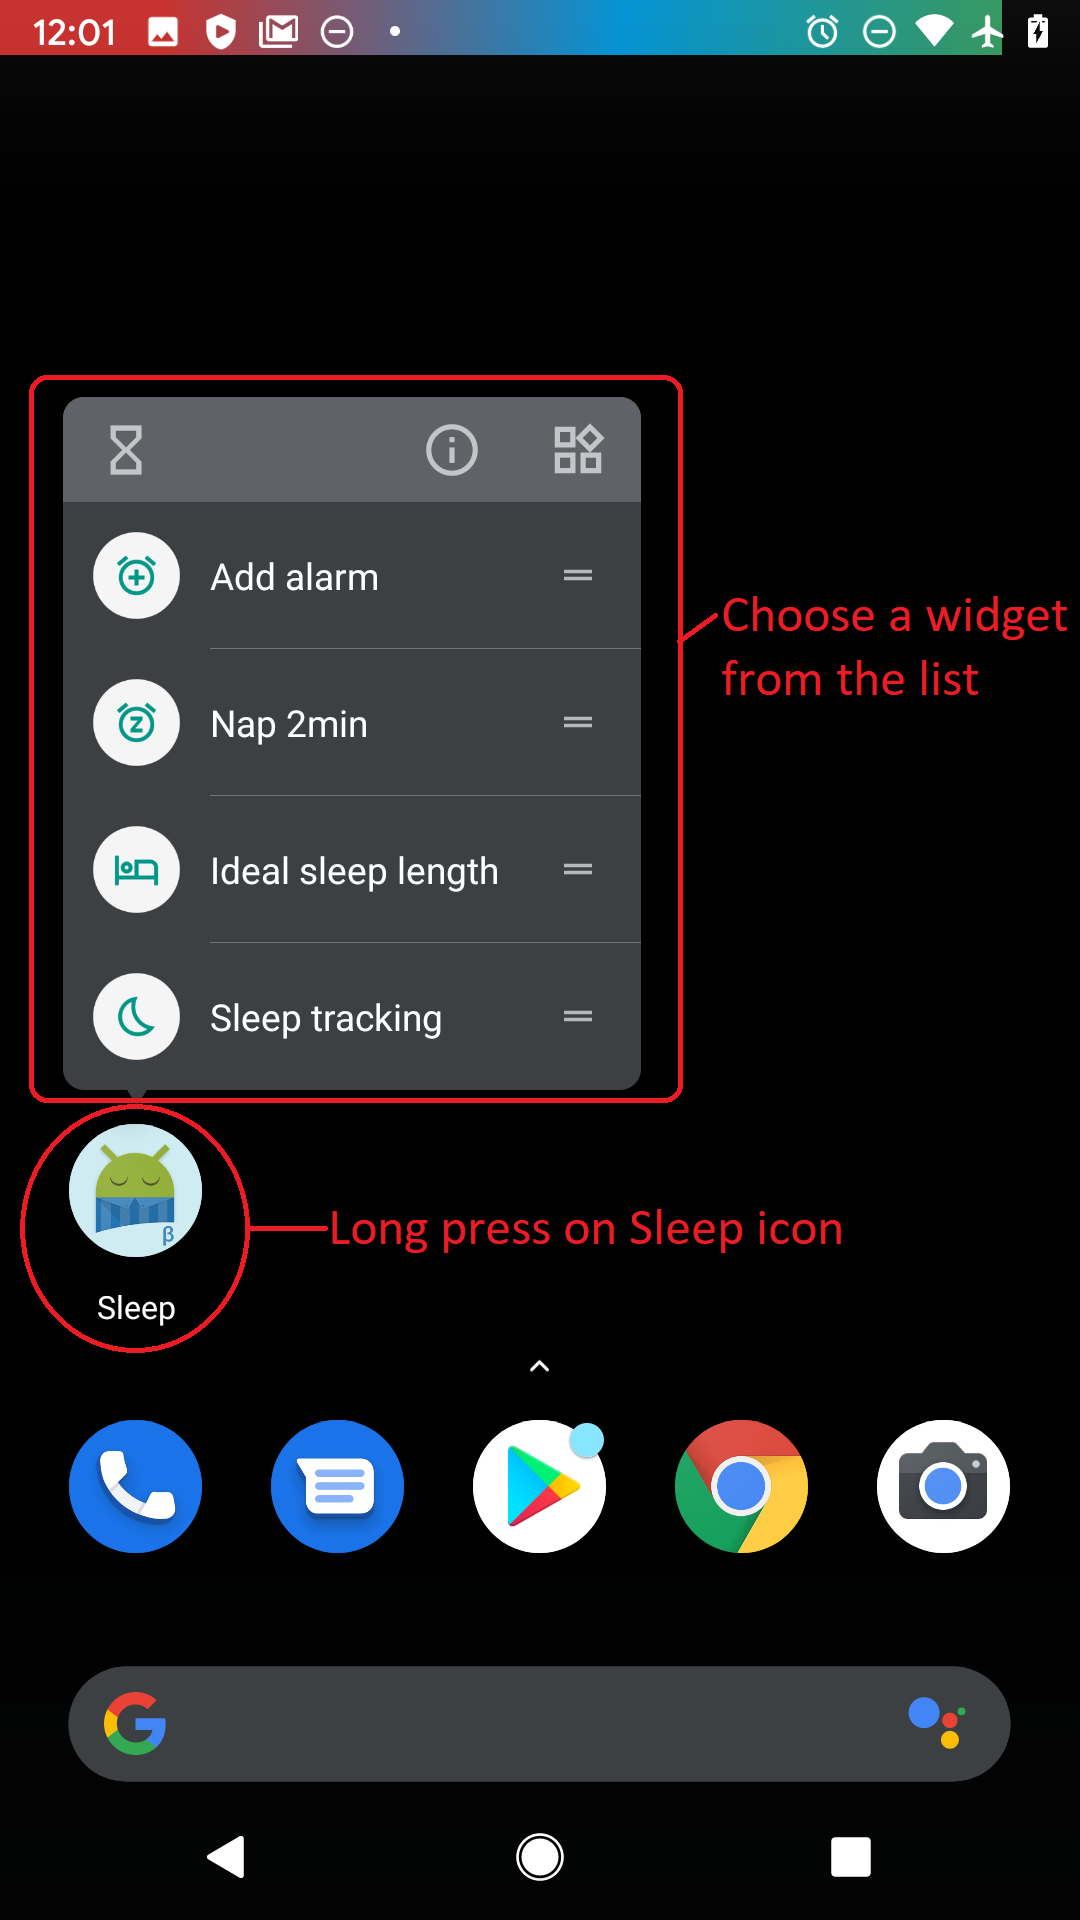 12:01
Add alarm
Nap 2min
Ideal sleep length
Sleep tracking
Choose a widget
from the list
β
Long press on Sleep icon
Sleep